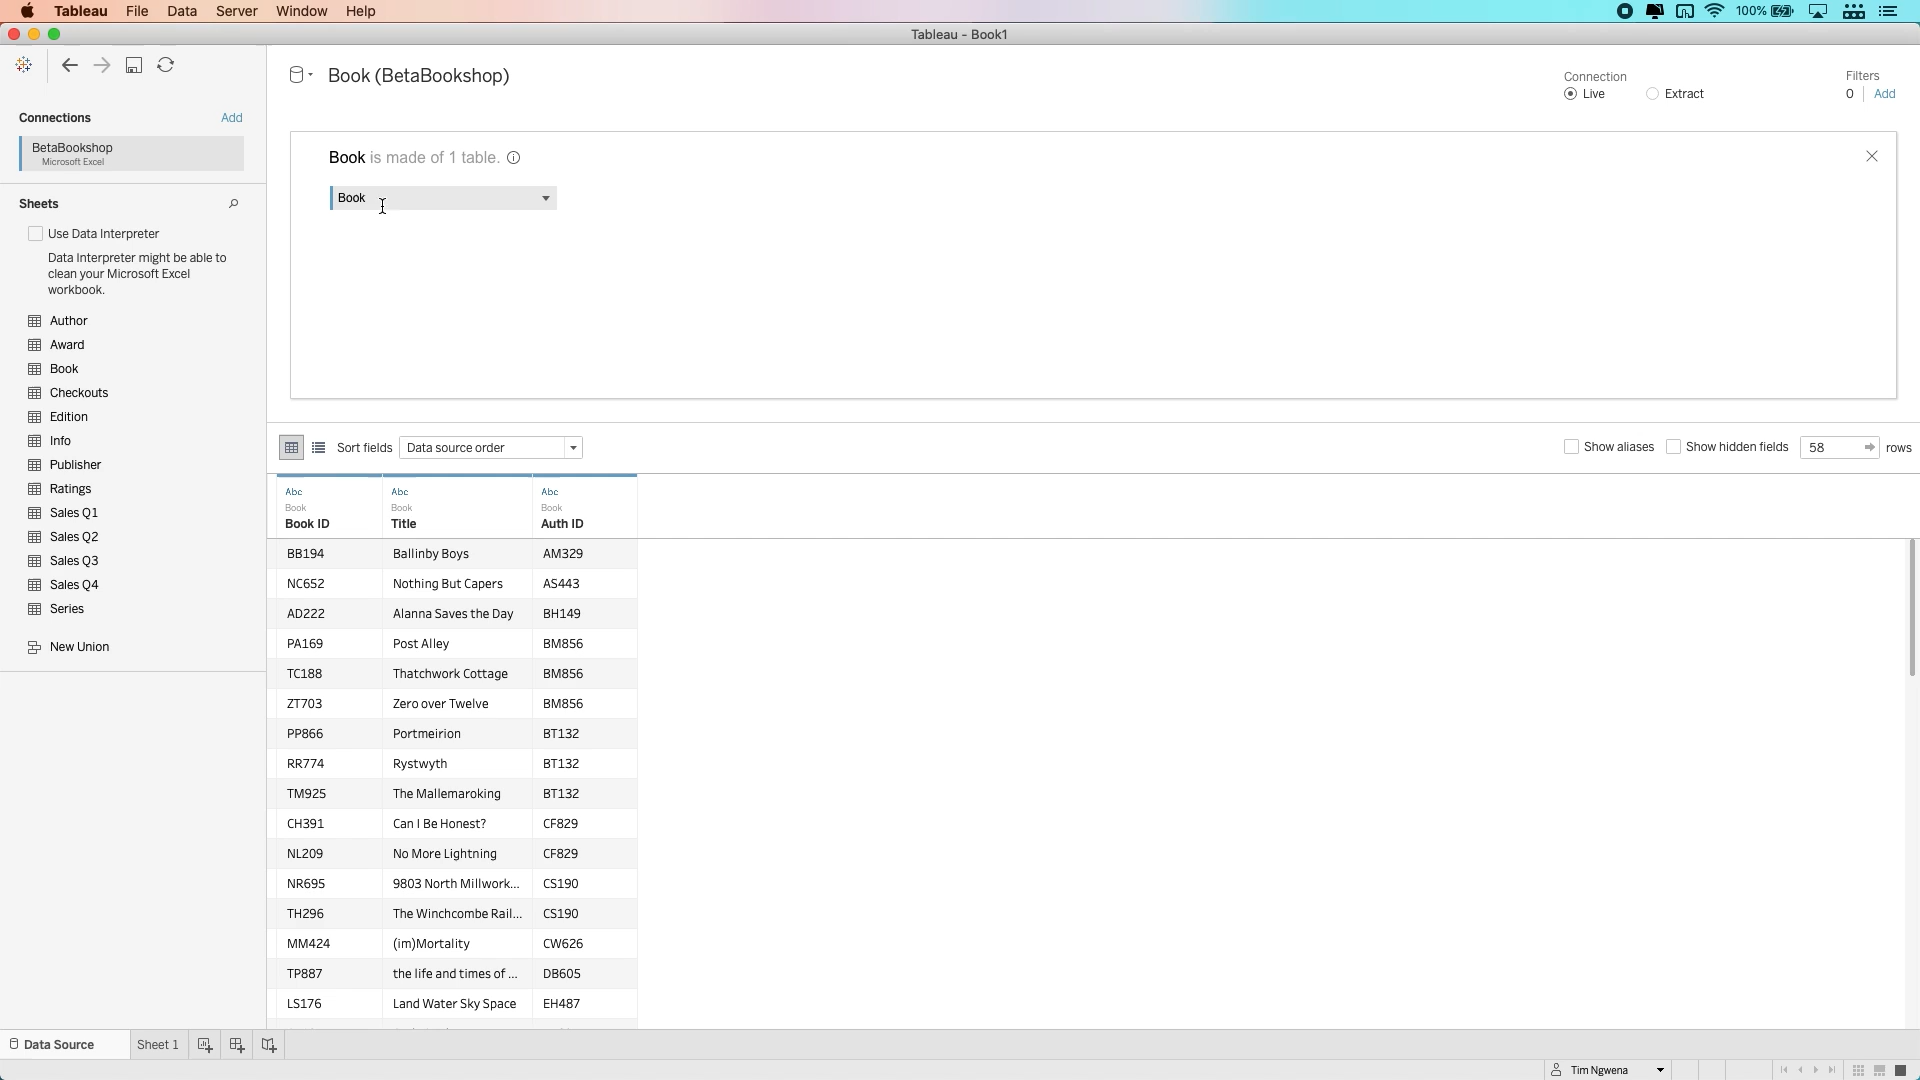 Tableau File Data Server Window Help 100%
Tableau - Book1
Book (BetaBookshop)
Connection
Live Extract
Filters
0 Add
Connections Add
BetaBookshop
Microsoft Excel
Book is made of 1 table.
Book
Sheets
Use Data Interpreter
Data Interpreter might be able to
clean your Microsoft Excel
workbook.
Author
Award
Book
Checkouts
Edition
Info
Publisher
Ratings
Sales Q1
Sales Q2
Sales Q3
Sales Q4
Series
New Union
Sort fields Data source order Show aliases Show hidden fields 58 rows
Abc Abc Abc
Book Book Book
Book ID Title Auth ID
BB194 Ballinby Boys AM329
NC652 Nothing But Capers AS443
AD222 Alanna Saves the Day BH149
PA169 Post Alley BM856
TC188 Thatchwork Cottage BM856
ZT703 Zero over Twelve BM856
PP866 Portmeirion BT132
RR774 Rystwyth BT132
TM925 The Mallemaroking BT132
CH391 Can I Be Honest? CF829
NL209 No More Lightning CF829
NR695 9803 North Millwork... CS190
TH296 The Winchcombe Rail... CS190
MM424 (im)Mortality CW626
TP887 the life and times of ... DB605
LS176 Land Water Sky Space EH487
Data Source Sheet 1
Tim Ngwena